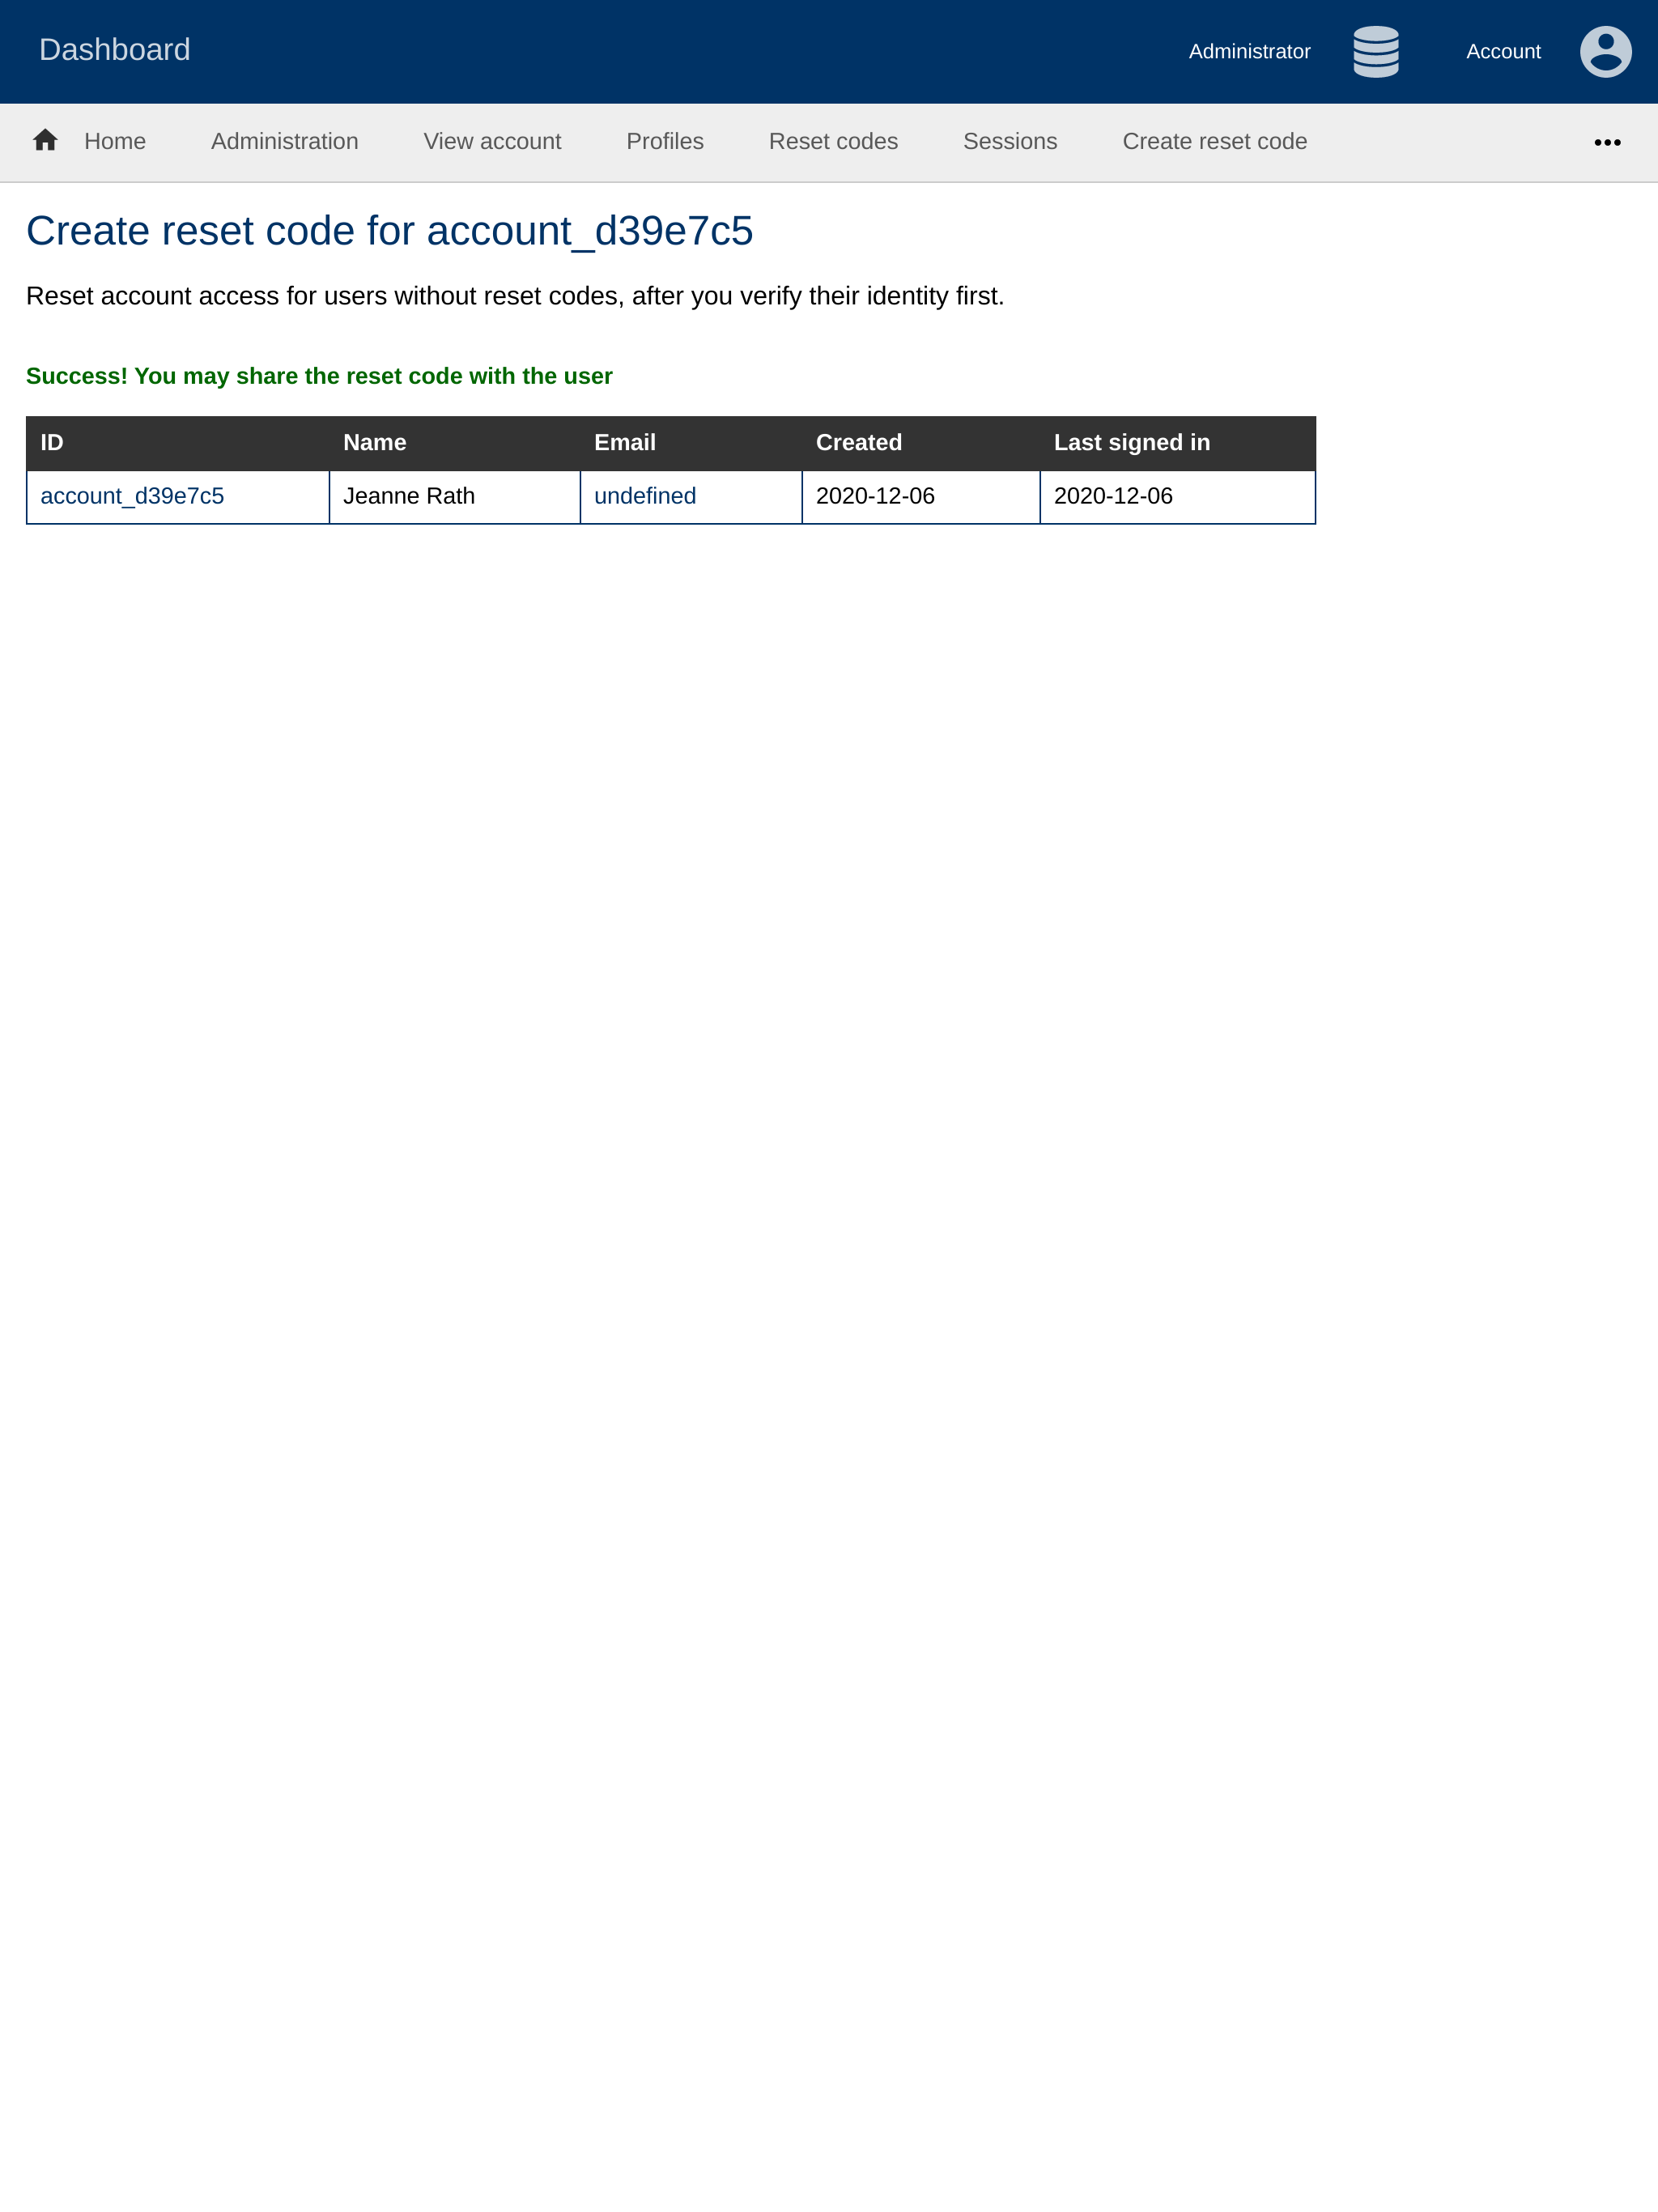 Dashboard Administrator Account
Home Administration View account Profiles Reset codes Sessions Create reset code •••
Create reset code for account_d39e7c5
Reset account access for users without reset codes, after you verify their identity first.
Success! You may share the reset code with the user
ID Name Email Created Last signed in
account_d39e7c5 Jeanne Rath undefined 2020-12-06 2020-12-06